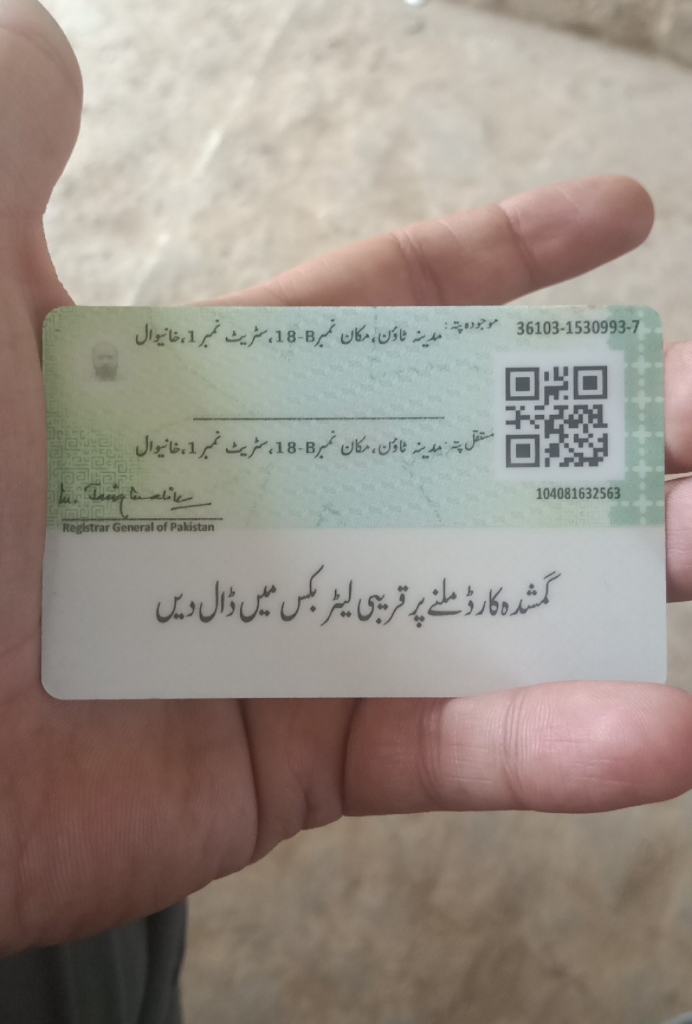 36103-1530993-7
موجودہ پتہ: مدینہ ٹاؤن، مکان نمبر 18-B، سٹریٹ نمبر 1، خانیوال
مستقل پتہ: مدینہ ٹاؤن، مکان نمبر 18-B، سٹریٹ نمبر 1، خانیوال
104081632563
Registrar General of Pakistan
گمشدہ کارڈ ملنے پر قریبی لیٹر بکس میں ڈال دیں